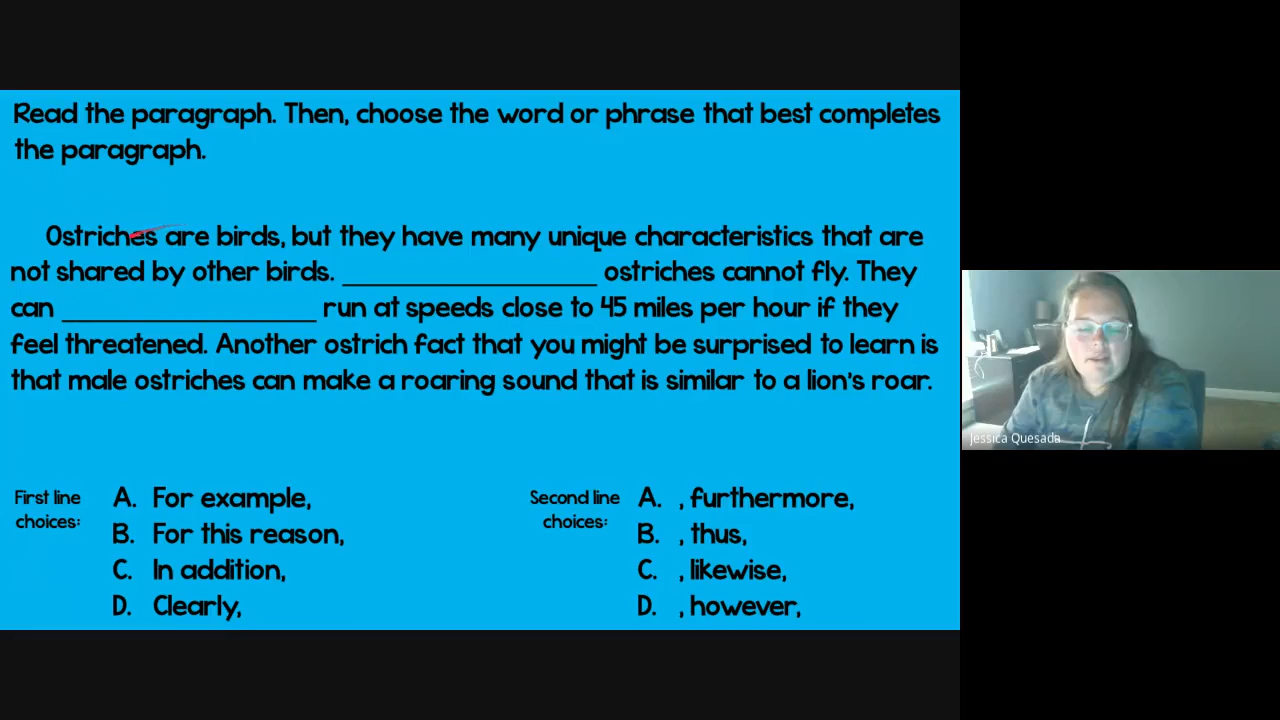 Read the paragraph. Then, choose the word or phrase that best completes
the paragraph.
Ostriches are birds, but they have many unique characteristics that are
not shared by other birds. ____________________ ostriches cannot fly. They
can ____________________ run at speeds close to 45 miles per hour if they
feel threatened. Another ostrich fact that you might be surprised to learn is
that male ostriches can make a roaring sound that is similar to a lion's roar.
First line
choices:
A. For example,
B. For this reason,
C. In addition,
D. Clearly,
Second line
choices:
A. , furthermore,
B. , thus,
C. , likewise,
D. , however,
Jessica Quesada